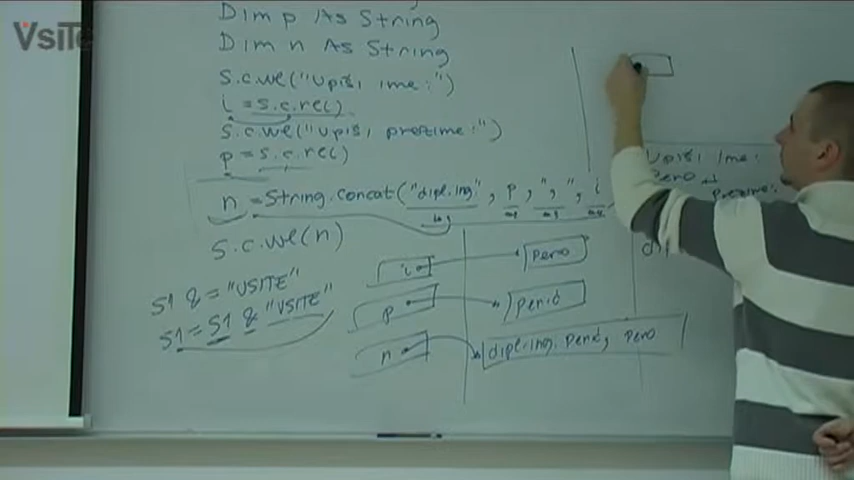 VsiTe
Dim p As String
Dim n As String
s.c.we("Upiši ime:")
i = s.c.re()
s.c.we("Upiši prezime:")
p = s.c.re()
n = String.concat("dipl.ing", p, ", ", i
s.c.we(n)
S1 & = "VSITE"
S1 = S1 & "VSITE"
i
pero
p
perić
n
dipl.ing. perić, pero
Upiši Ime:
Pero
Prezime: